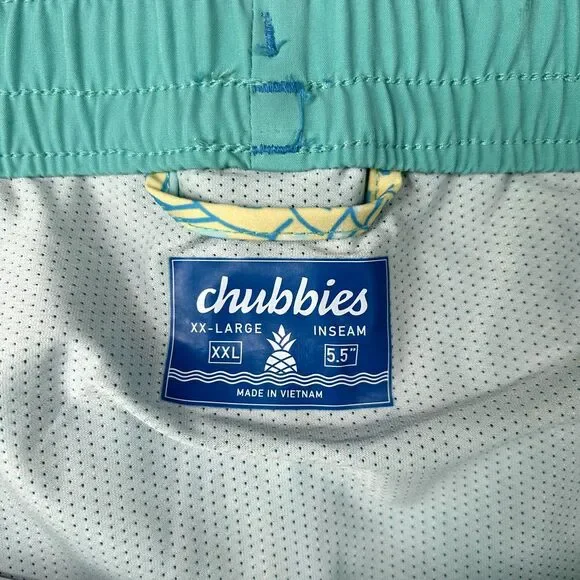 chubbies
XX-LARGE INSEAM
XXL 5.5"
MADE IN VIETNAM